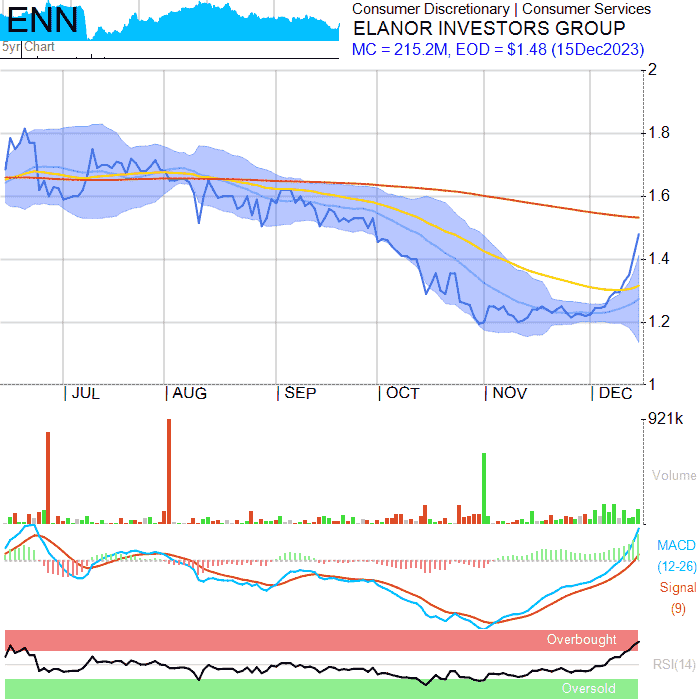 ENN
5yr Chart
Consumer Discretionary | Consumer Services
ELANOR INVESTORS GROUP
MC = 215.2M, EOD = $1.48 (15Dec2023)
2
1.8
1.6
1.4
1.2
1
| JUL | AUG | SEP | OCT | NOV | DEC
921k
Volume
MACD
(12-26)
Signal
(9)
Overbought
RSI(14)
Oversold